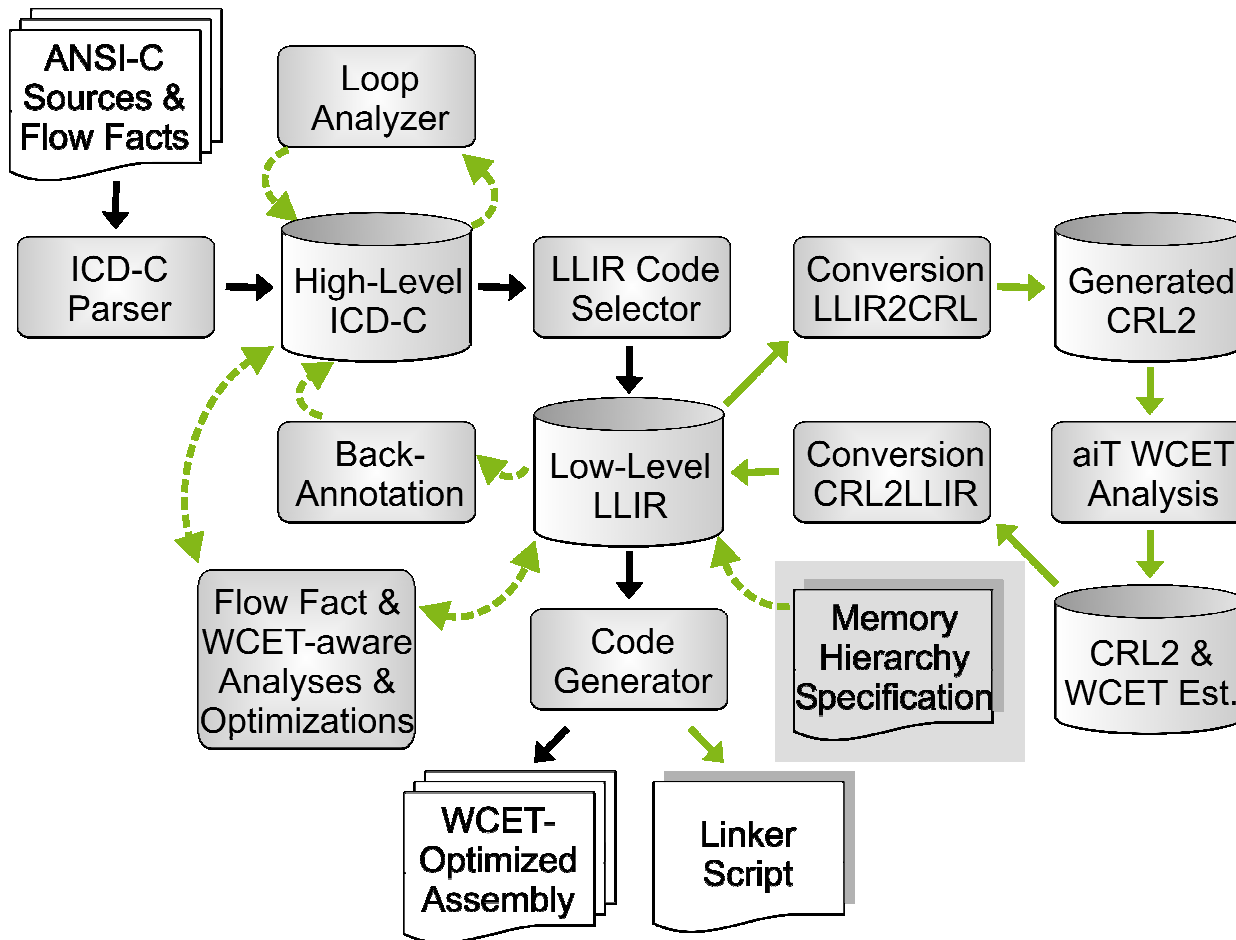 ANSI-C
Sources &
Flow Facts
Loop
Analyzer
ICD-C
Parser
High-Level
ICD-C
LLIR Code
Selector
Conversion
LLIR2CRL
Generated
CRL2
Back-
Annotation
Low-Level
LLIR
Conversion
CRL2LLIR
aiT WCET
Analysis
Flow Fact &
WCET-aware
Analyses &
Optimizations
Code
Generator
Memory
Hierarchy
Specification
CRL2 &
WCET Est.
WCET-
Optimized
Assembly
Linker
Script